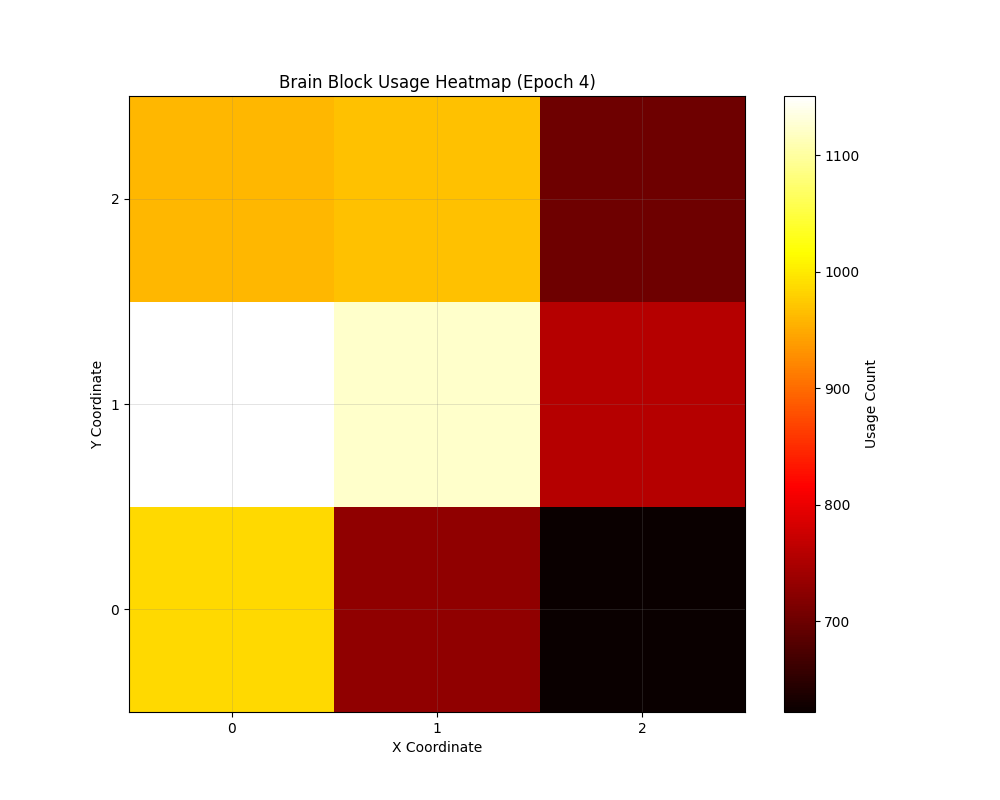 Brain Block Usage Heatmap (Epoch 4)
2
1
0
Y Coordinate
0 1 2
X Coordinate
1100
1000
900
800
700
Usage Count